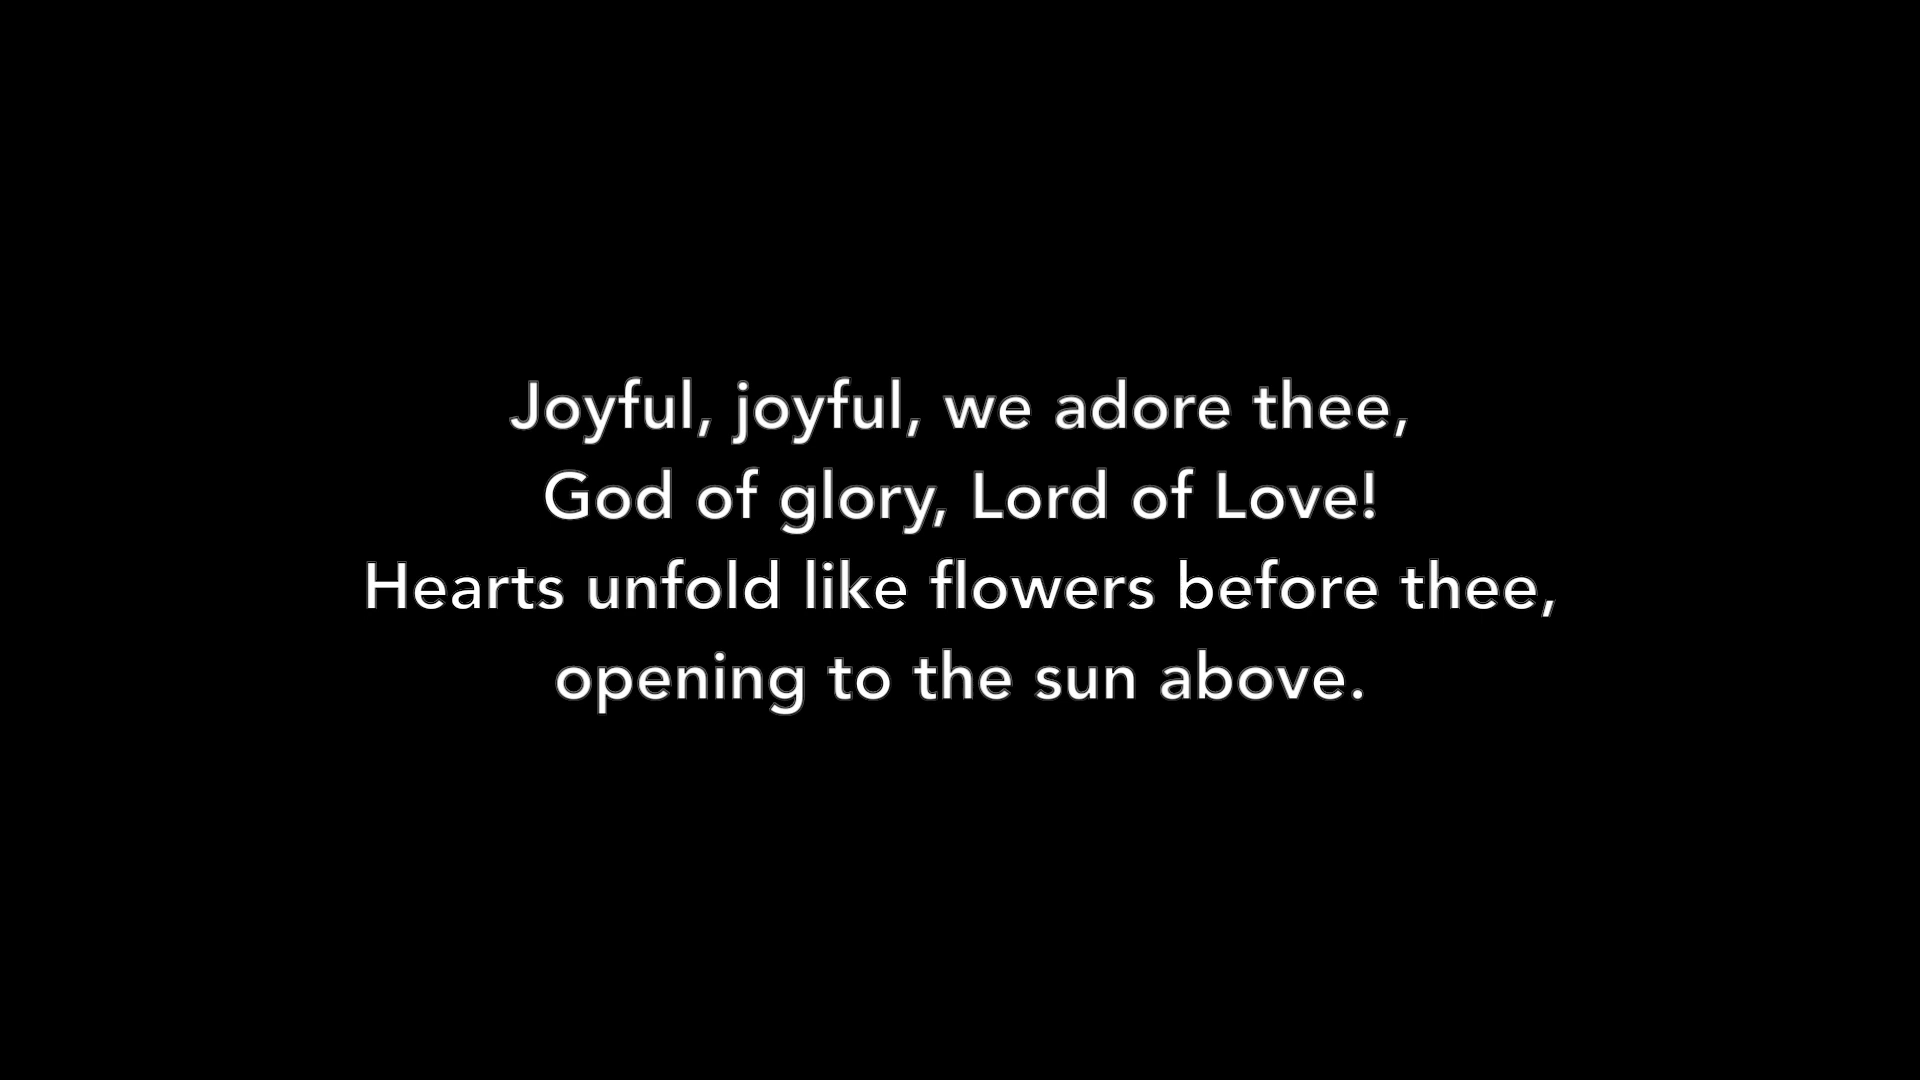 Joyful, joyful, we adore thee,
God of glory, Lord of Love!
Hearts unfold like flowers before thee,
opening to the sun above.